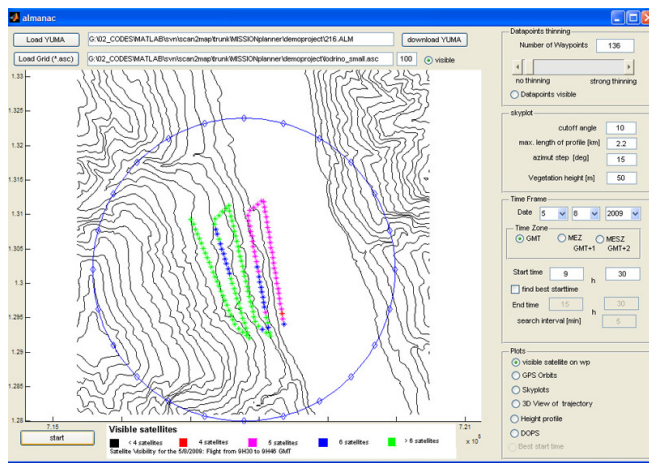 almanac
Load YUMA
G:\02_CODES\MATLAB\svn\scan2map\trunk\MISSIONplanner\demoproject\216.ALM
download YUMA
Load Grid (*.asc)
G:\02_CODES\MATLAB\svn\scan2map\trunk\MISSIONplanner\demoproject\lodrino_small.asc
100
visible
1.33
1.325
1.32
1.315
1.31
1.305
1.3
1.295
1.29
1.285
1.28
7.15
7.21
x 10⁵
start
Visible satellites
< 4 satellites
4 satellites
5 satellites
6 satellites
> 6 satellites
Satellite Visibility for the 5/8/2009: Flight from 9H30 to 9H46 GMT
Datapoints thinning
Number of Waypoints
136
no thinning
strong thinning
Datapoints visible
skyplot
cutoff angle
10
max. length of profile [km]
2.2
azimut step [deg]
15
Vegetation height [m]
50
Time Frame
Date
5
8
2009
Time Zone
GMT
MEZ
GMT+1
MESZ
GMT+2
Start time
9
h
30
find best starttime
End time
15
h
30
search interval [min]
Plots
visible satellite on wp
GPS Orbits
Skyplots
3D View of trajectory
Height profile
DOPS
Best start time